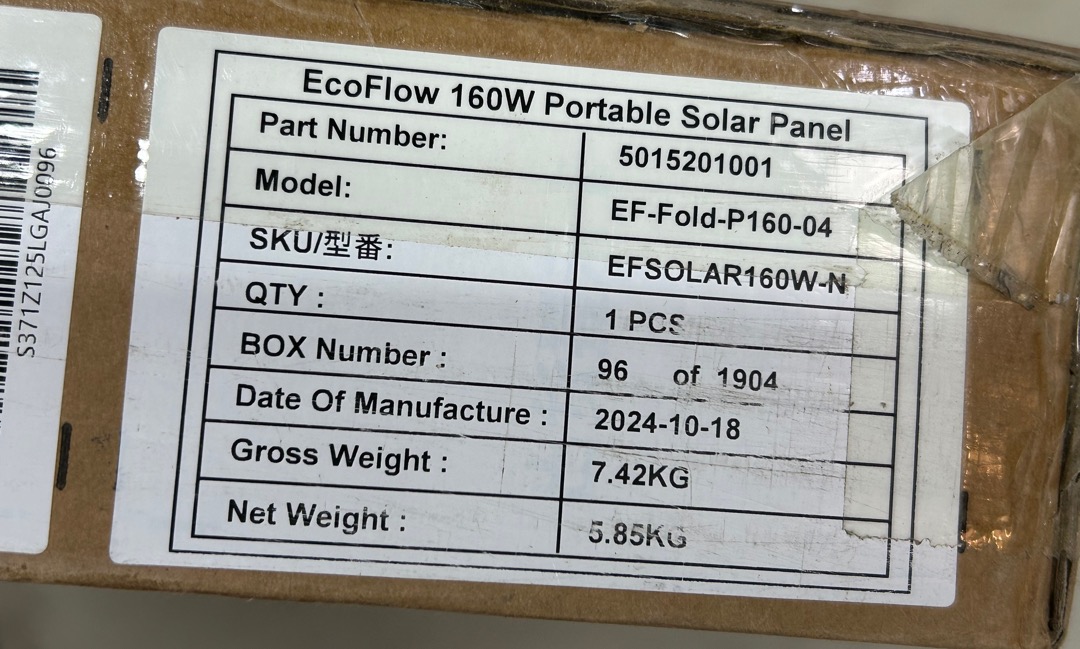 EcoFlow 160W Portable Solar Panel
Part Number: 5015201001
Model: EF-Fold-P160-04
SKU/型番: EFSOLAR160W-N
QTY : 1 PCS
BOX Number : 96 of 1904
Date Of Manufacture : 2024-10-18
Gross Weight : 7.42KG
Net Weight : 5.85KG
S371Z125LGAJ0096